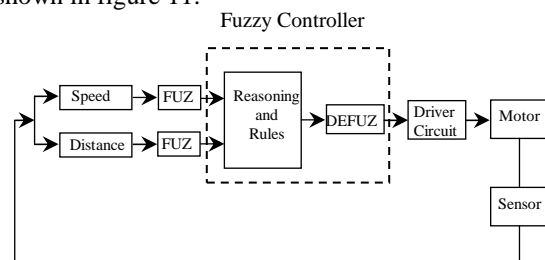 shown in figure 11.
Fuzzy Controller
Speed
FUZ
Reasoning
and
Rules
DEFUZ
Driver
Circuit
Motor
Distance
FUZ
Sensor